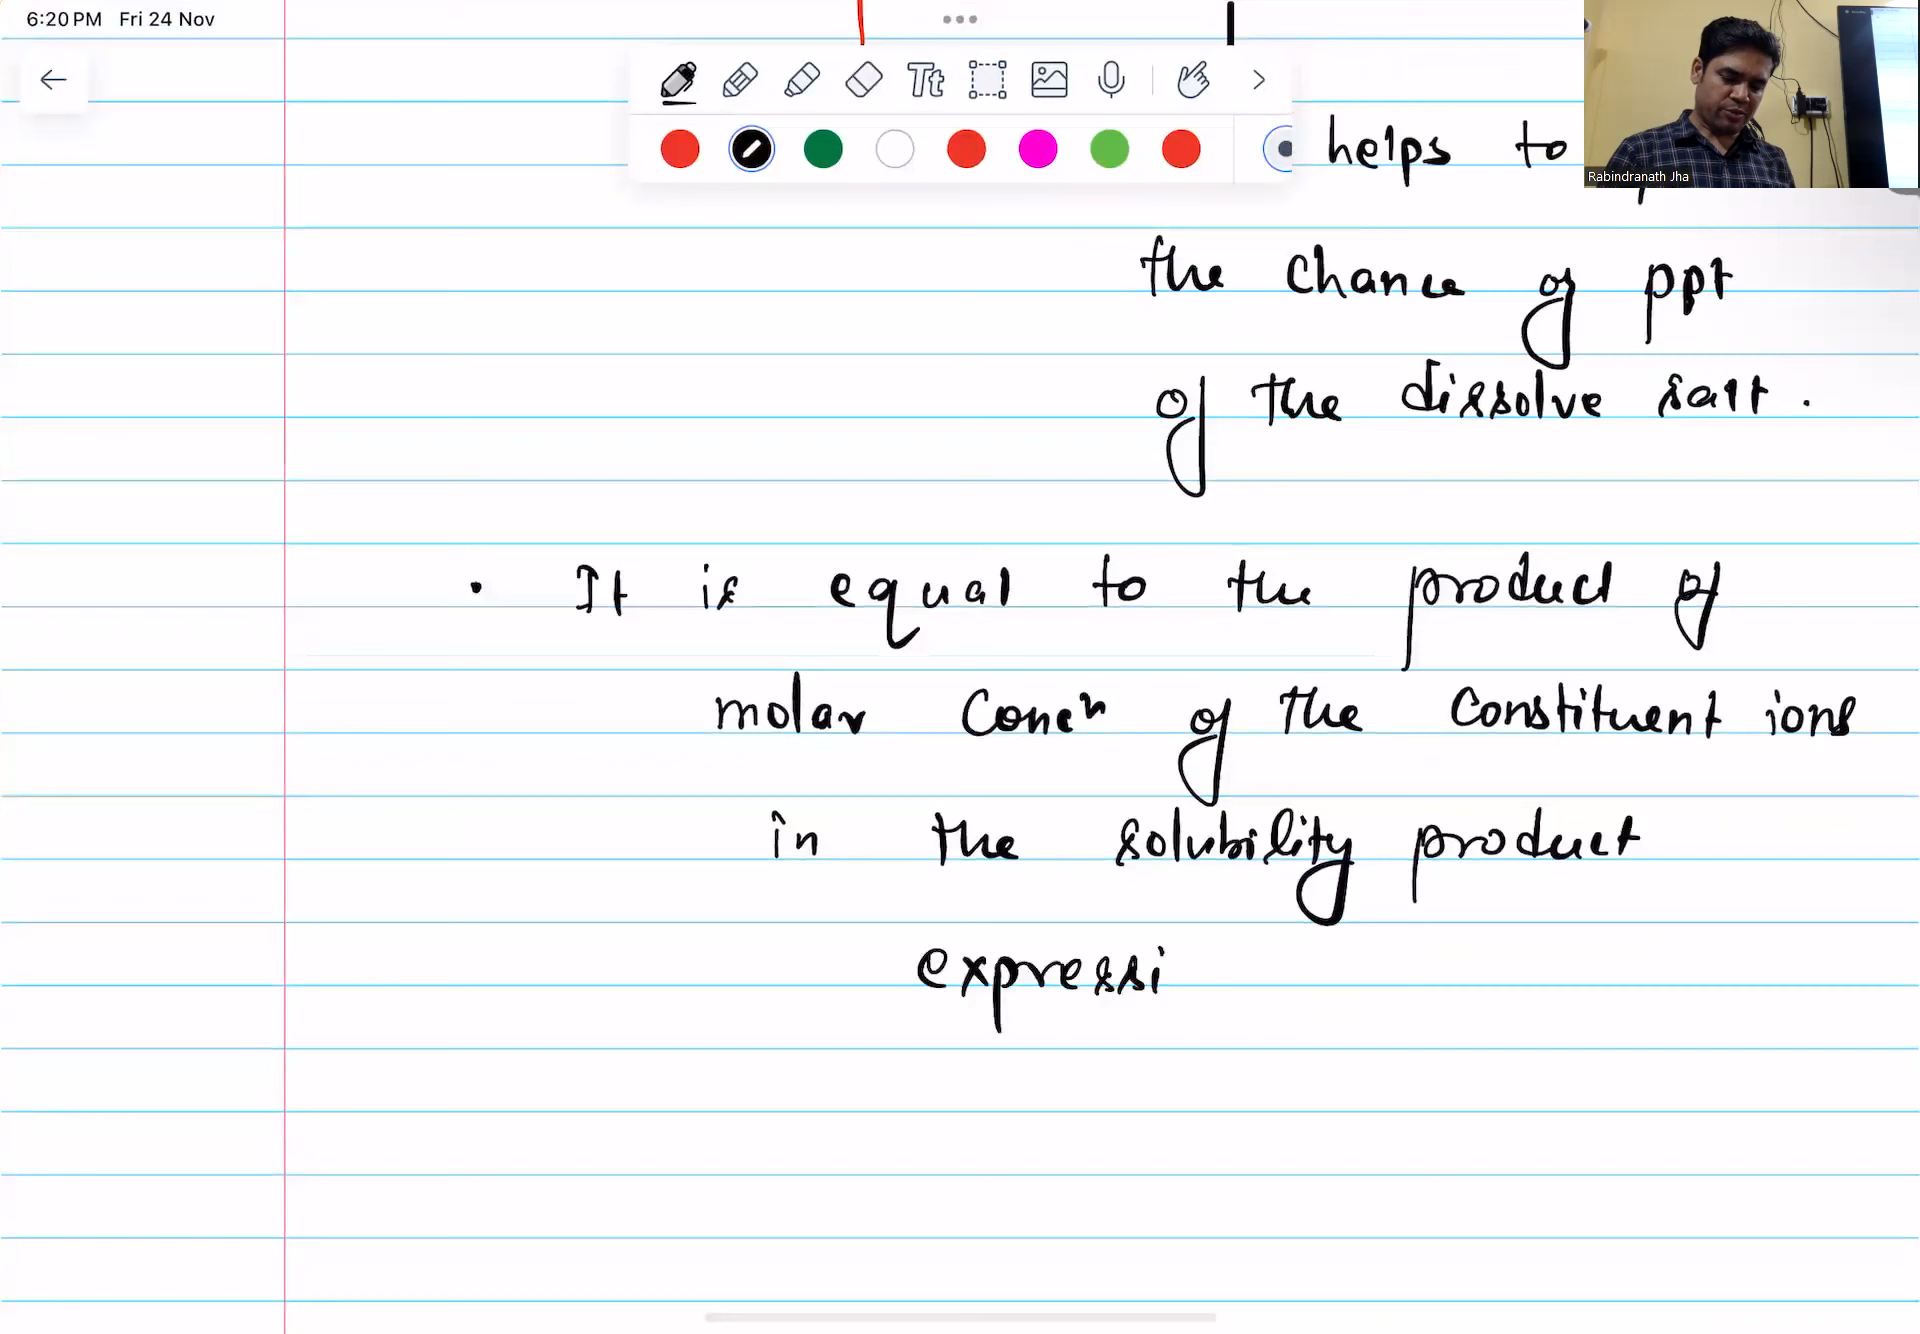 6:20 PM Fri 24 Nov
Tt
helps to
Rabindranath Jha
the chance of ppt
of the dissolve salt .
• It is equal to the product of
molar Concn of the constituent ions
in the solubility product
expressi